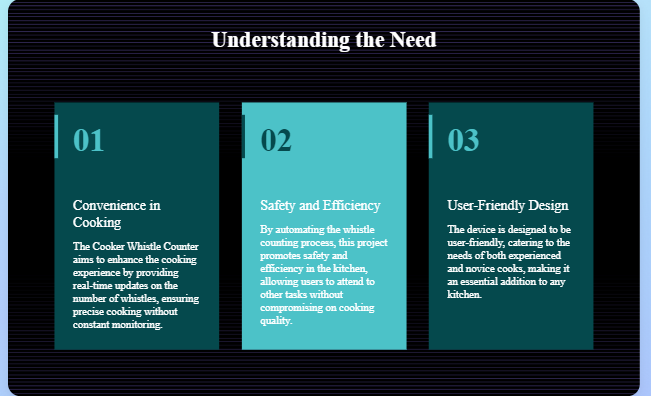 Understanding the Need
01
Convenience in
Cooking
The Cooker Whistle Counter
aims to enhance the cooking
experience by providing
real-time updates on the
number of whistles, ensuring
precise cooking without
constant monitoring.
02
Safety and Efficiency
By automating the whistle
counting process, this project
promotes safety and
efficiency in the kitchen,
allowing users to attend to
other tasks without
compromising on cooking
quality.
03
User-Friendly Design
The device is designed to be
user-friendly, catering to the
needs of both experienced
and novice cooks, making it
an essential addition to any
kitchen.